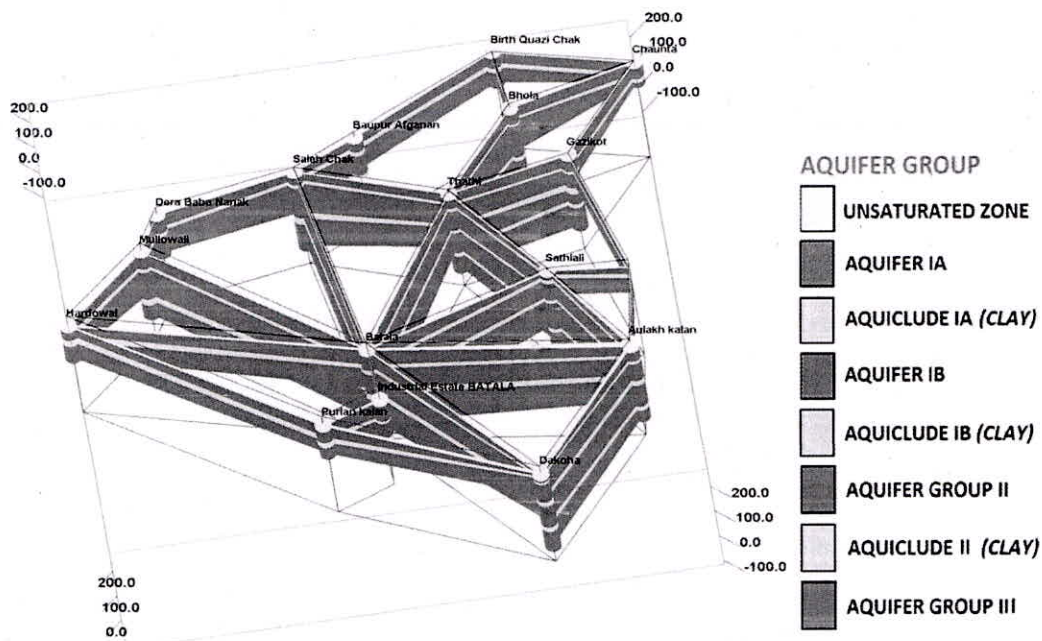 200.0
100.0
0.0
-100.0
Birth Quazi Chak
Chaunta
Bhola
200.0
100.0
0.0
-100.0
Baupur Afganan
Saleh Chak
Gazikot
Thathi
Dera Baba Nanak
Mullowali
Sathiali
Hardowal
Aulakh kalan
Industrial Estate BATALA
Purian kalan
Dakoha
200.0
100.0
0.0
-100.0
200.0
100.0
0.0
AQUIFER GROUP
UNSATURATED ZONE
AQUIFER IA
AQUICLUDE IA (CLAY)
AQUIFER IB
AQUICLUDE IB (CLAY)
AQUIFER GROUP II
AQUICLUDE II (CLAY)
AQUIFER GROUP III